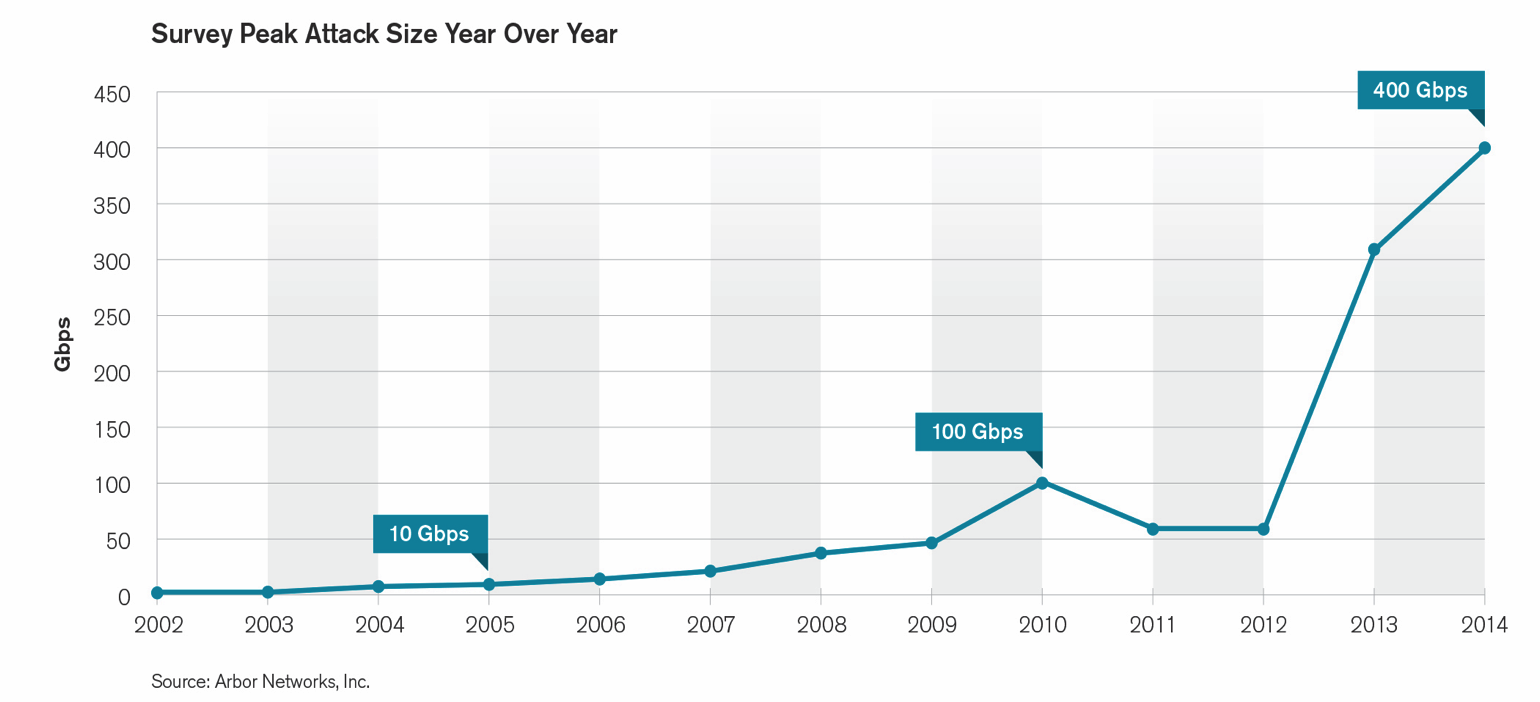 Survey Peak Attack Size Year Over Year
450
400 Gbps
400
350
300
250
Gbps
200
150
100 Gbps
100
10 Gbps
50
0
2002 2003 2004 2005 2006 2007 2008 2009 2010 2011 2012 2013 2014
Source: Arbor Networks, Inc.